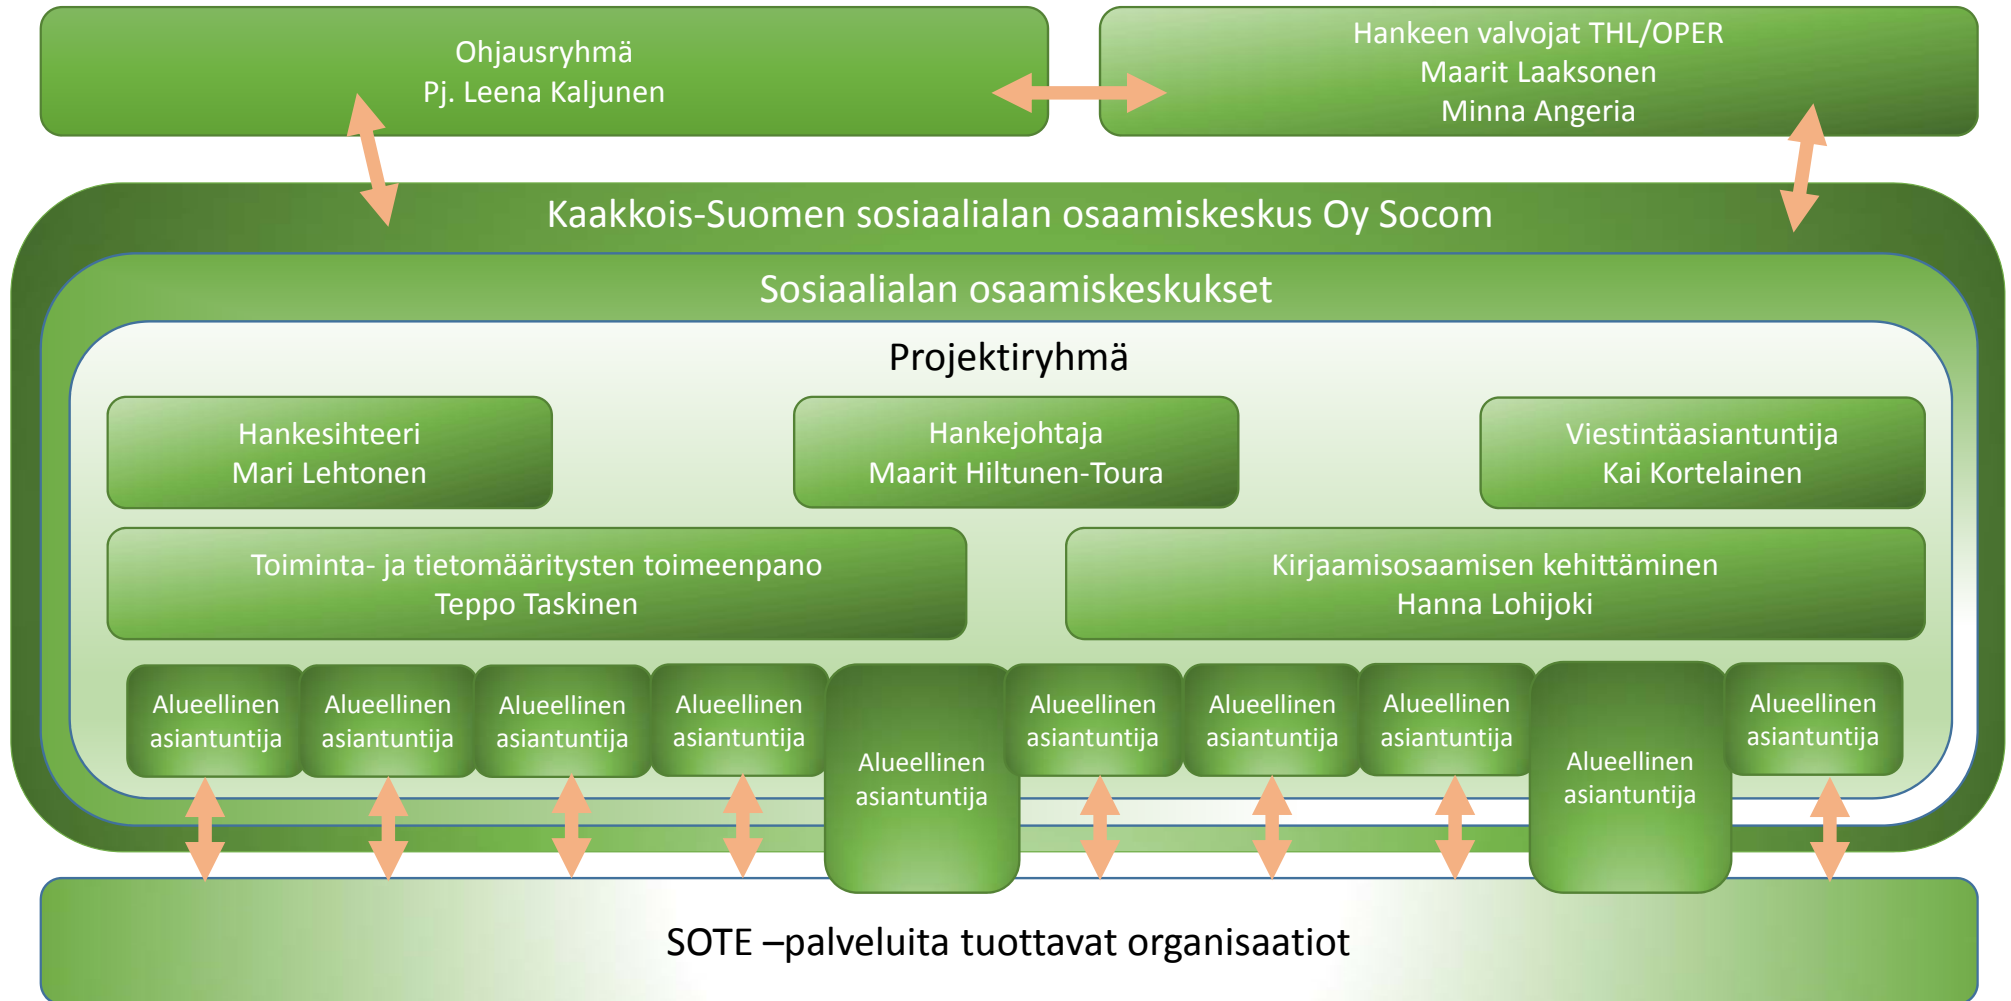 Ohjausryhmä
Pj. Leena Kaljunen
Hankeen valvojat THL/OPER
Maarit Laaksonen
Minna Angeria
Kaakkois-Suomen sosiaalialan osaamiskeskus Oy Socom
Sosiaalialan osaamiskeskukset
Projektiryhmä
Hankesihteeri
Mari Lehtonen
Hankejohtaja
Maarit Hiltunen-Toura
Viestintäasiantuntija
Kai Kortelainen
Toiminta- ja tietomääritysten toimeenpano
Teppo Taskinen
Kirjaamisosaamisen kehittäminen
Hanna Lohijoki
Alueellinen
asiantuntija
Alueellinen
asiantuntija
Alueellinen
asiantuntija
Alueellinen
asiantuntija
Alueellinen
asiantuntija
Alueellinen
asiantuntija
Alueellinen
asiantuntija
Alueellinen
asiantuntija
Alueellinen
asiantuntija
Alueellinen
asiantuntija
SOTE –palveluita tuottavat organisaatiot